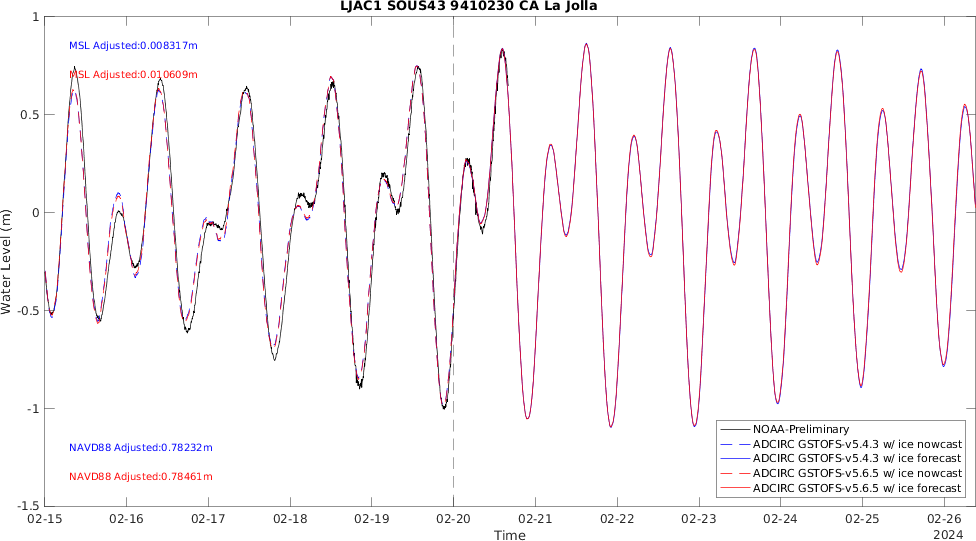 LJAC1 SOUS43 9410230 CA La Jolla
MSL Adjusted:0.008317m
MSL Adjusted:0.010609m
NAVD88 Adjusted:0.78232m
NAVD88 Adjusted:0.78461m
Water Level (m)
1
0.5
0
-0.5
-1
-1.5
NOAA-Preliminary
ADCIRC GSTOFS-v5.4.3 w/ ice nowcast
ADCIRC GSTOFS-v5.4.3 w/ ice forecast
ADCIRC GSTOFS-v5.6.5 w/ ice nowcast
ADCIRC GSTOFS-v5.6.5 w/ ice forecast
02-15 02-16 02-17 02-18 02-19 02-20 02-21 02-22 02-23 02-24 02-25 02-26
Time
2024